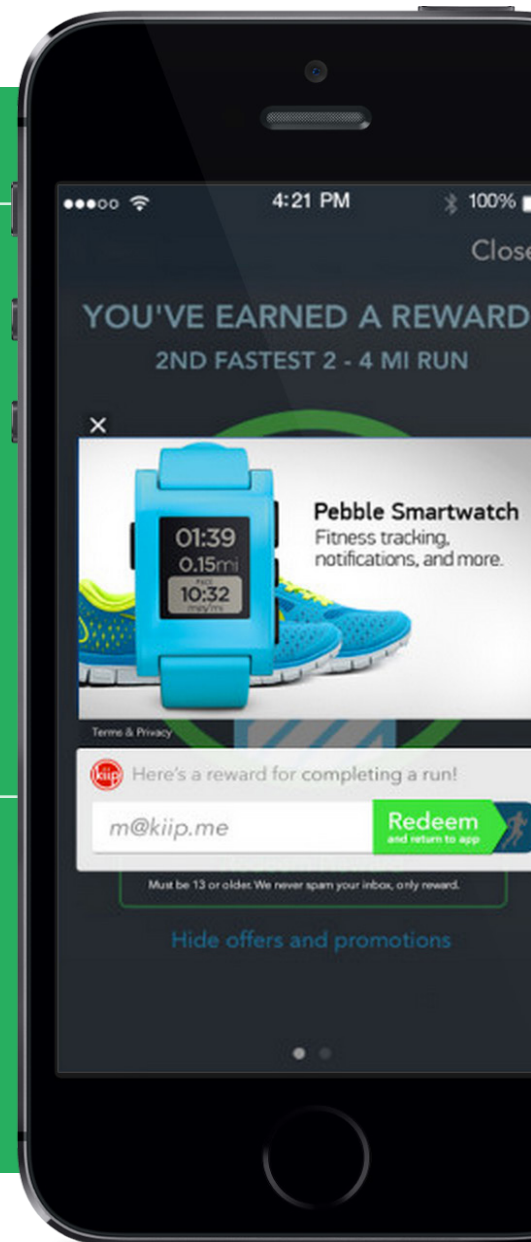 4:21 PM
100%
Close
YOU'VE EARNED A REWARD
2ND FASTEST 2 - 4 MI RUN
Pebble Smartwatch
Fitness tracking,
notifications, and more.
01:39
0.15mi
PACE
10:32
min/mi
Terms & Privacy
kiip Here's a reward for completing a run!
m@kiip.me
Redeem
and return to app
Must be 13 or older. We never spam your inbox, only reward.
Hide offers and promotions